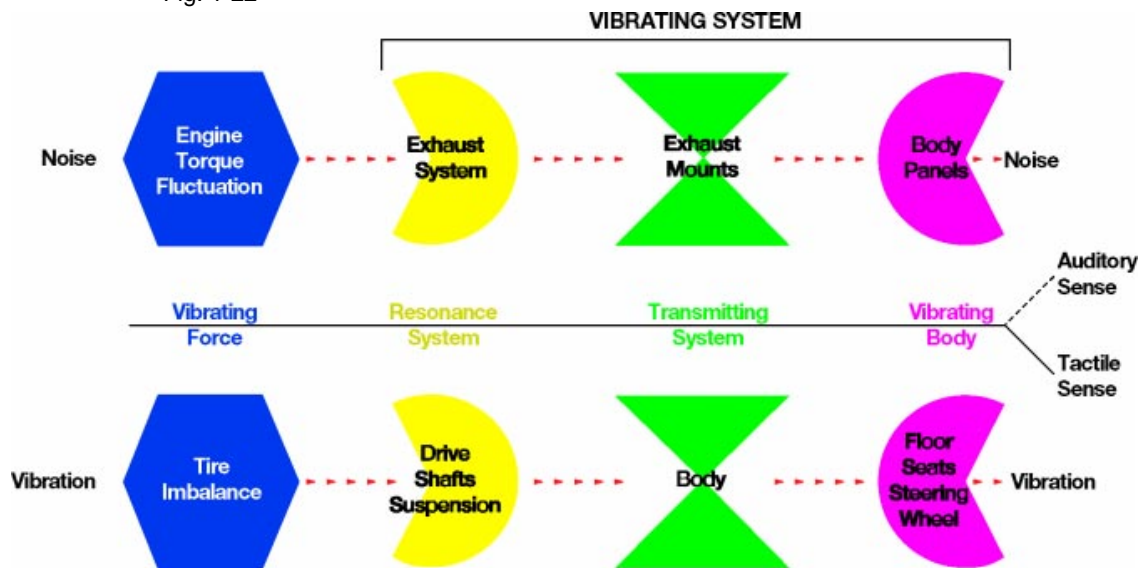 VIBRATING SYSTEM
Noise
Engine
Torque
Fluctuation
Exhaust
System
Exhaust
Mounts
Body
Panels
Noise
Auditory
Sense
Vibrating
Force
Resonance
System
Transmitting
System
Vibrating
Body
Tactile
Sense
Vibration
Tire
Imbalance
Drive
Shafts
Suspension
Body
Floor
Seats
Steering
Wheel
Vibration